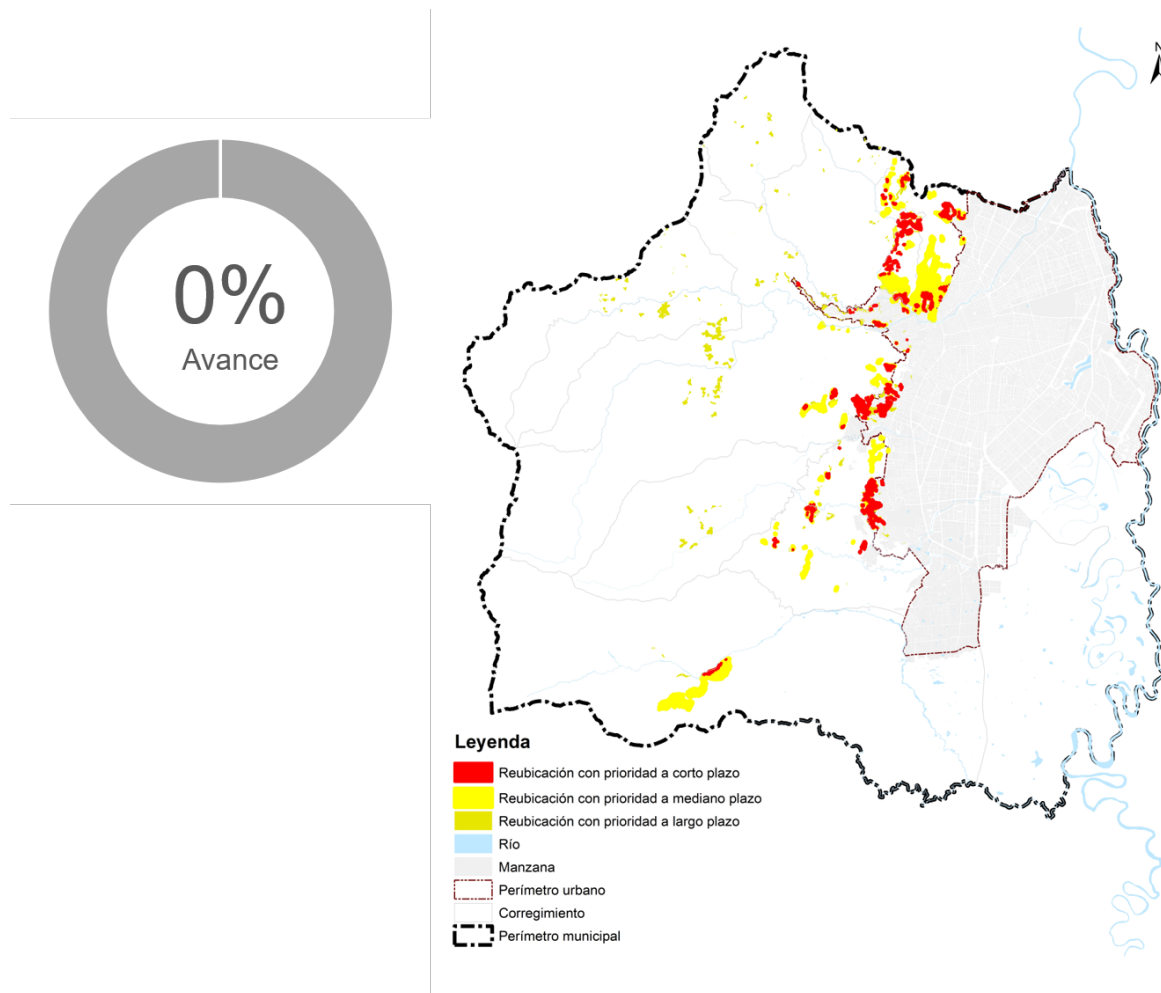 0%
Avance
N
Leyenda
Reubicación con prioridad a corto plazo
Reubicación con prioridad a mediano plazo
Reubicación con prioridad a largo plazo
Río
Manzana
Perímetro urbano
Corregimiento
Perímetro municipal